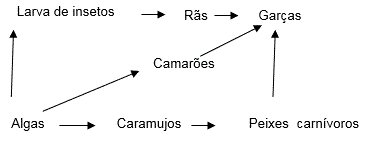 Larva de insetos Rãs Garças
Camarões
Algas Caramujos Peixes carnívoros